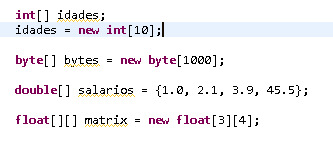 int[] idades;
idades = new int[10];
byte[] bytes = new byte[1000];
double[] salarios = {1.0, 2.1, 3.9, 45.5};
float[][] matrix = new float[3][4];